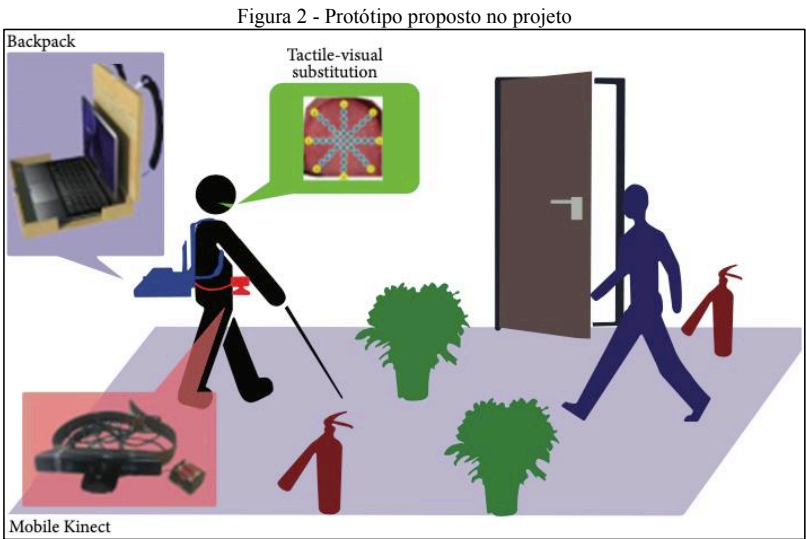 Figura 2 - Protótipo proposto no projeto
Backpack
Tactile-visual
substitution
Mobile Kinect